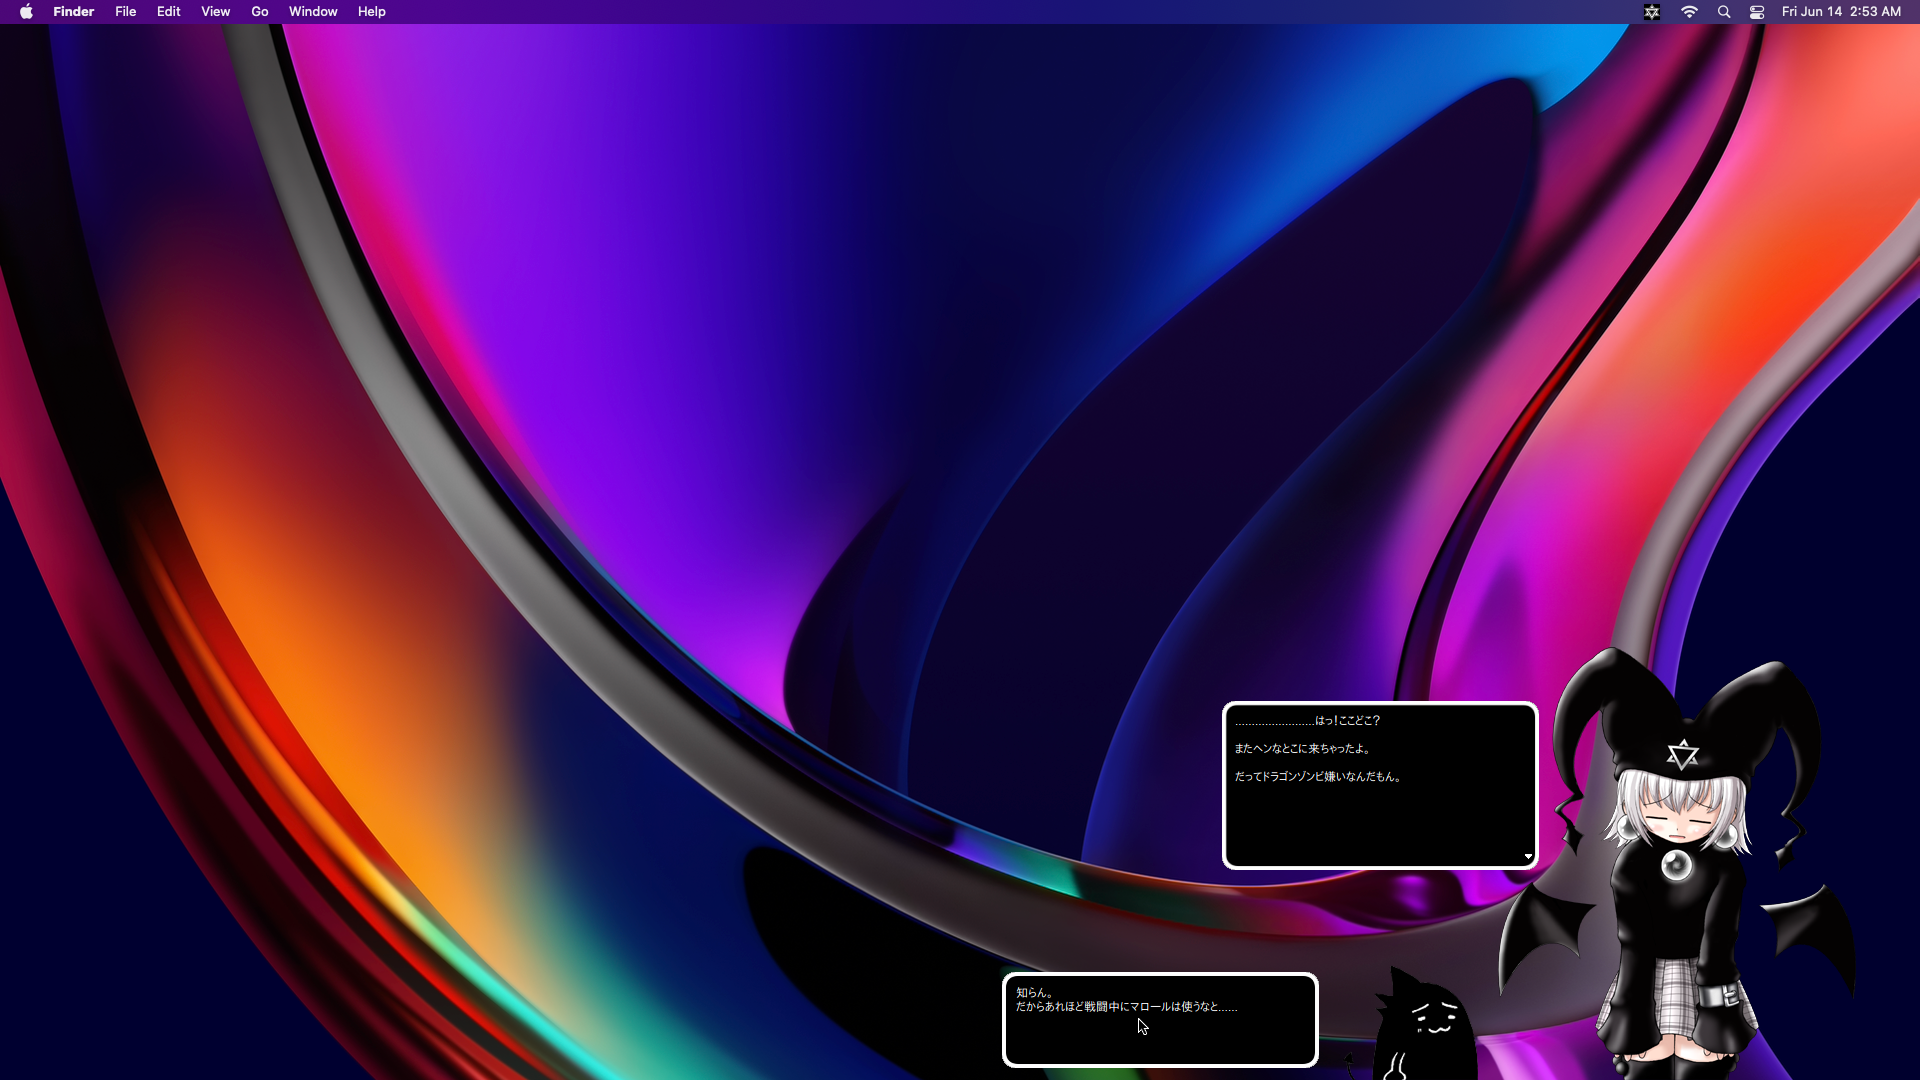 Finder File Edit View Go Window Help Fri Jun 14 2:53 AM
........................はっ！ここどこ？
またヘンなとこに来ちゃったよ。
だってドラゴンゾンビ嫌いなんだもん。
知らん。
だからあれほど戦闘中にマロールは使うなと……